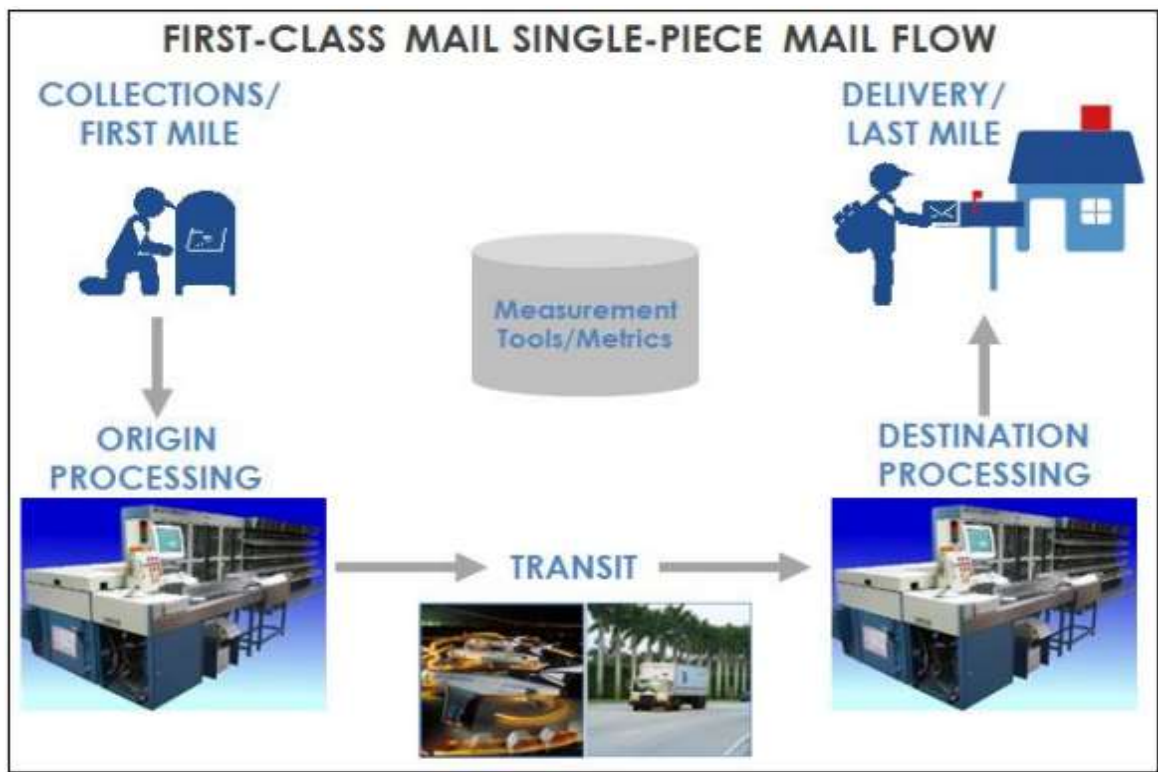 FIRST-CLASS MAIL SINGLE-PIECE MAIL FLOW
COLLECTIONS/
FIRST MILE
DELIVERY/
LAST MILE
Measurement
Tools/Metrics
ORIGIN
PROCESSING
DESTINATION
PROCESSING
TRANSIT